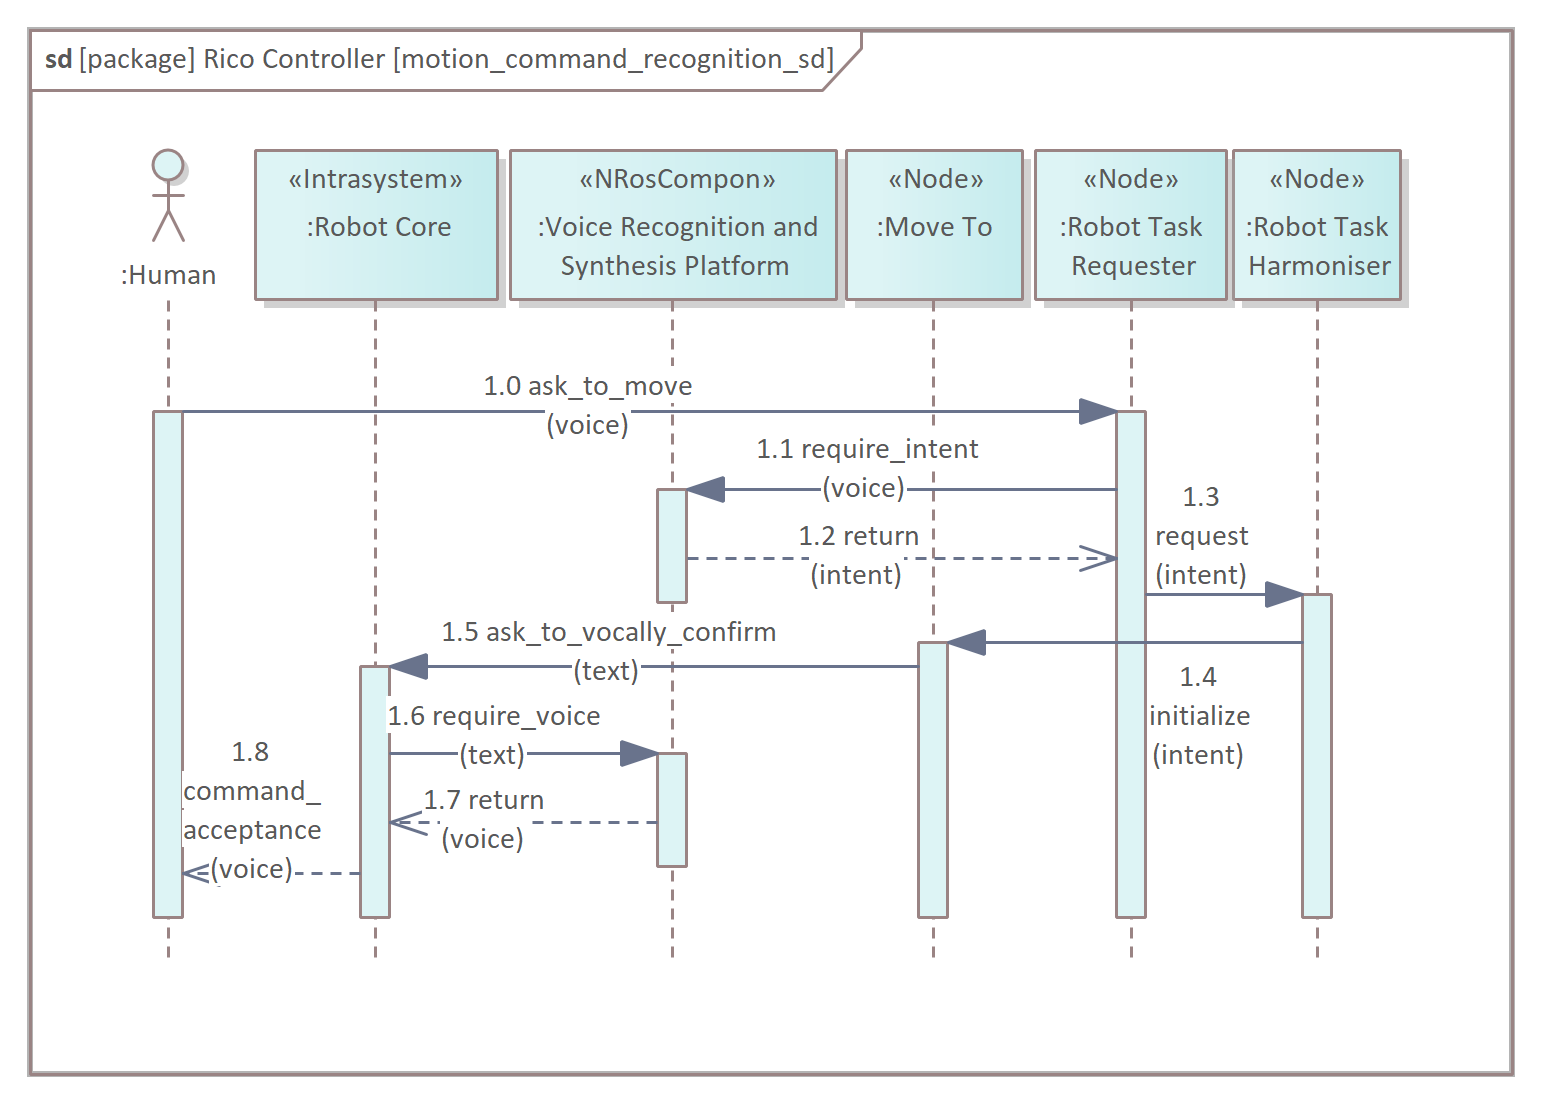 sd [package] Rico Controller [motion_command_recognition_sd]
:Human
«Intrasystem»
:Robot Core
«NRosCompon»
:Voice Recognition and
Synthesis Platform
«Node»
:Move To
«Node»
:Robot Task
Requester
«Node»
:Robot Task
Harmoniser
1.0 ask_to_move
(voice)
1.1 require_intent
(voice)
1.2 return
(intent)
1.3
request
(intent)
1.4
initialize
(intent)
1.5 ask_to_vocally_confirm
(text)
1.6 require_voice
(text)
1.7 return
(voice)
1.8
command_
acceptance
(voice)